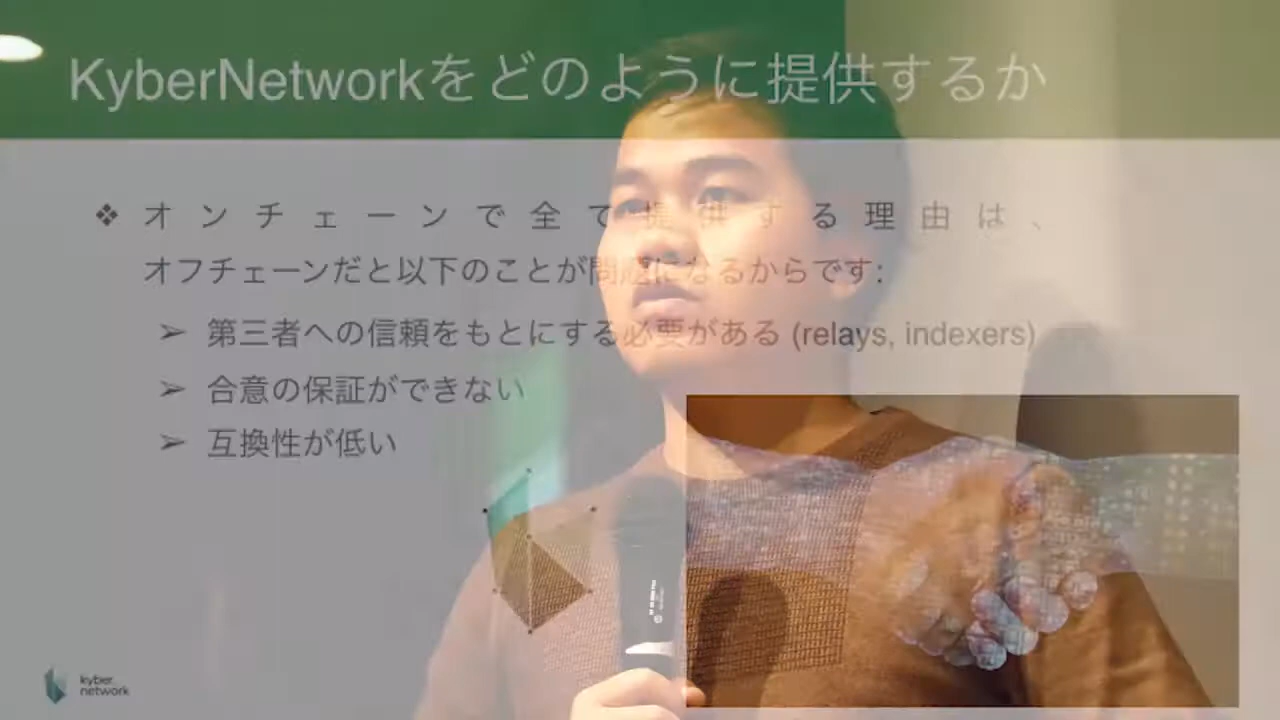 KyberNetworkをどのように提供するか
❖ オンチェーンで全て提供する理由は、
オフチェーンだと以下のことが問題になるからです:
➢ 第三者への信頼をもとにする必要がある (relays, indexers)
➢ 合意の保証ができない
➢ 互換性が低い
kyber
network